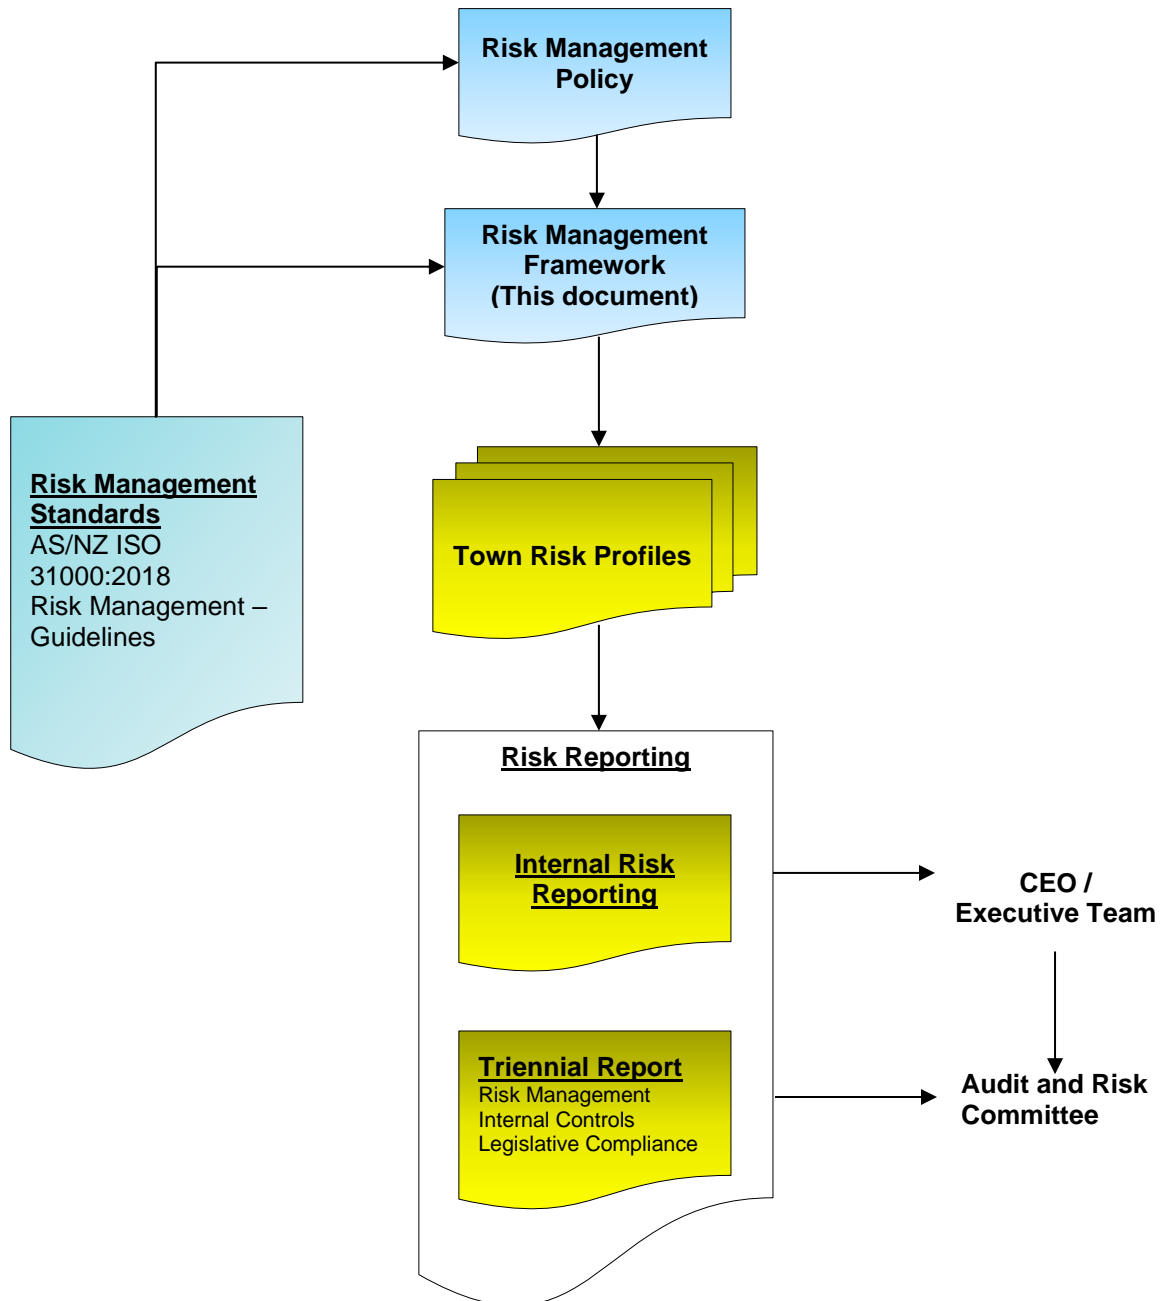 Risk Management
Policy
Risk Management
Framework
(This document)
Risk Management
Standards
AS/NZ ISO
31000:2018
Risk Management –
Guidelines
Town Risk Profiles
Risk Reporting
Internal Risk
Reporting
CEO /
Executive Team
Triennial Report
Risk Management
Internal Controls
Legislative Compliance
Audit and Risk
Committee